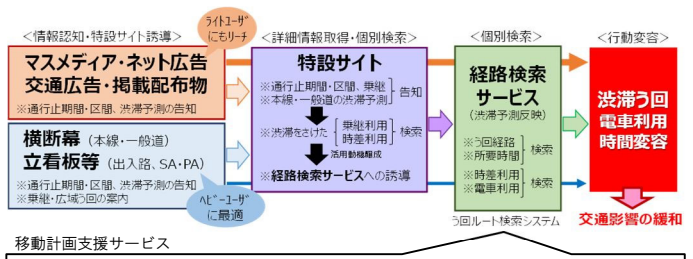 <情報認知・特設サイト誘導>
ライトユーザ
にもリーチ
マスメディア・ネット広告
交通広告・掲載配布物
※通行止期間・区間、渋滞予測の告知
横断幕（本線・一般道）
立看板等（出入路、SA・PA）
※通行止期間・区間、渋滞予測の告知
※乗継・広域う回の案内
ヘビーユーザ
に最適
<詳細情報取得・個別検索>
特設サイト
※通行止期間・区間、乗継
※本線・一般道の渋滞予測
告知
※渋滞をさけた
乗継利用
時差利用
検索
活用動機醸成
※経路検索サービスへの誘導
<個別検索>
経路検索
サービス
（渋滞予測反映）
※う回経路
※所要時間
検索
※時差利用
※電車利用
検索
う回ルート検索システム
<行動変容>
渋滞う回
電車利用
時間変容
交通影響の緩和
移動計画支援サービス